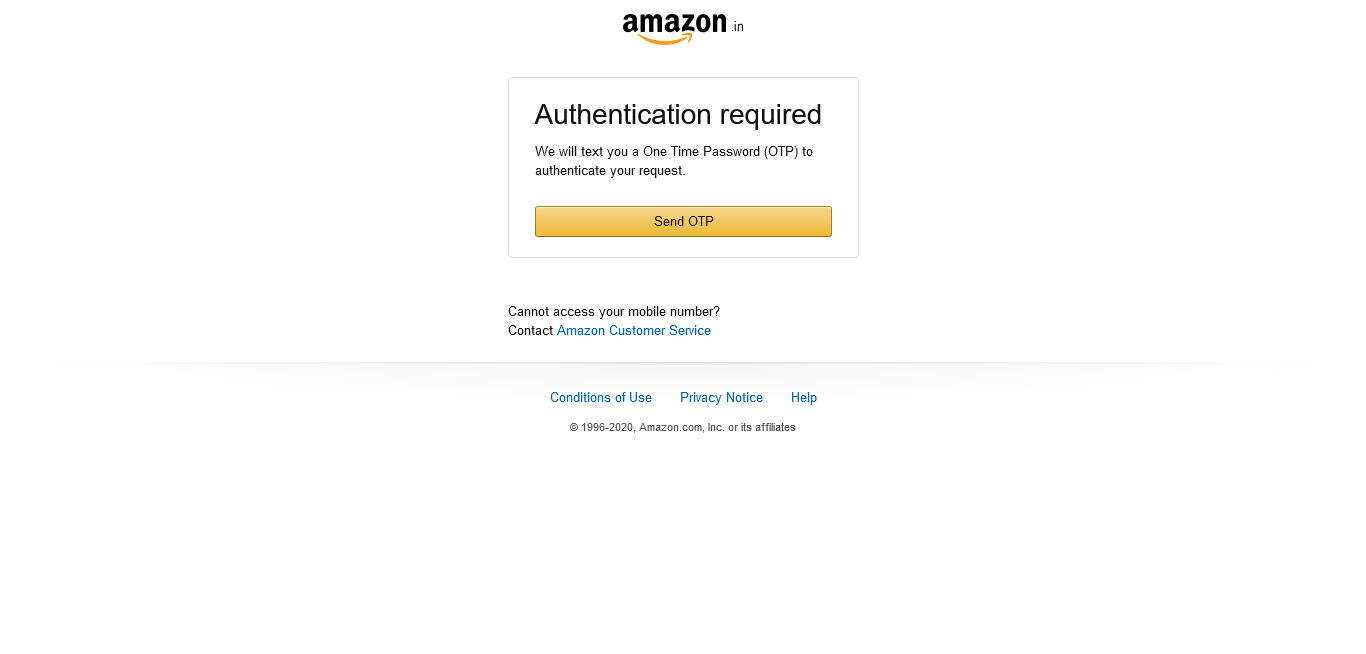 amazon.in
Authentication required
We will text you a One Time Password (OTP) to
authenticate your request.
Send OTP
Cannot access your mobile number?
Contact Amazon Customer Service
Conditions of Use Privacy Notice Help
© 1996-2020, Amazon.com, Inc. or its affiliates